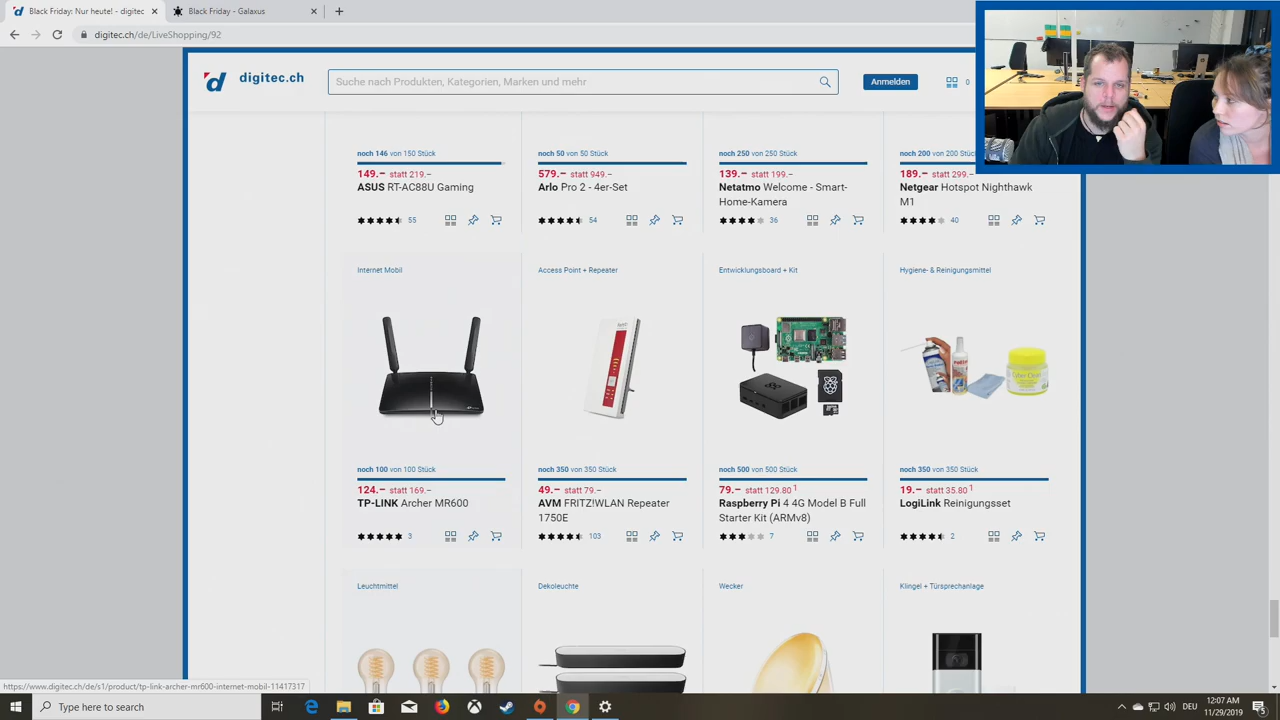 Black Friday: Nur heute! - digitec
Black Friday - Galaxus
digitec.ch/de/LiveShopping/92
digitec.ch
Suche nach Produkten, Kategorien, Marken und mehr
Anmelden
0
noch 146 von 150 Stück
149.– statt 219.–
ASUS RT-AC88U Gaming
55
noch 50 von 50 Stück
579.– statt 949.–
Arlo Pro 2 - 4er-Set
54
noch 250 von 250 Stück
139.– statt 199.–
Netatmo Welcome - Smart-
Home-Kamera
36
noch 200 von 200 Stück
189.– statt 299.–
Netgear Hotspot Nighthawk
M1
40
Internet Mobil
noch 100 von 100 Stück
124.– statt 169.–
TP-LINK Archer MR600
3
Access Point + Repeater
noch 350 von 350 Stück
49.– statt 79.–
AVM FRITZ!WLAN Repeater
1750E
103
Entwicklungsboard + Kit
noch 500 von 500 Stück
79.– statt 129.80 1
Raspberry Pi 4 4G Model B Full
Starter Kit (ARMv8)
7
Hygiene- & Reinigungsmittel
Cyber Clean
noch 350 von 350 Stück
19.– statt 35.80 1
LogiLink Reinigungsset
2
Leuchtmittel
Dekoleuchte
Wecker
Klingel + Türsprechanlage
https://www.digitec.ch/de/s1/product/tp-link-archer-mr600-internet-mobil-11417317
Type here to search
DEU
12:07 AM
11/29/2019
5